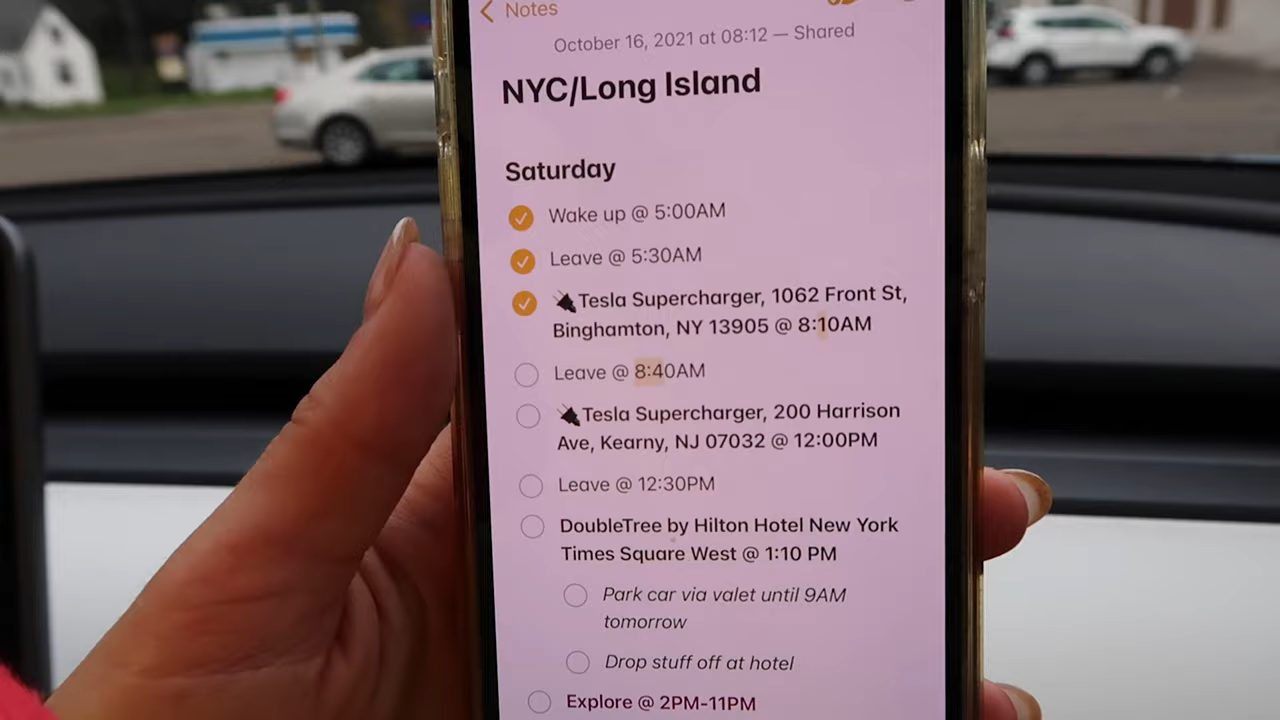 Notes
October 16, 2021 at 08:12 — Shared
NYC/Long Island
Saturday
Wake up @ 5:00AM
Leave @ 5:30AM
Tesla Supercharger, 1062 Front St,
Binghamton, NY 13905 @ 8:10AM
Leave @ 8:40AM
Tesla Supercharger, 200 Harrison
Ave, Kearny, NJ 07032 @ 12:00PM
Leave @ 12:30PM
DoubleTree by Hilton Hotel New York
Times Square West @ 1:10 PM
Park car via valet until 9AM
tomorrow
Drop stuff off at hotel
Explore @ 2PM-11PM